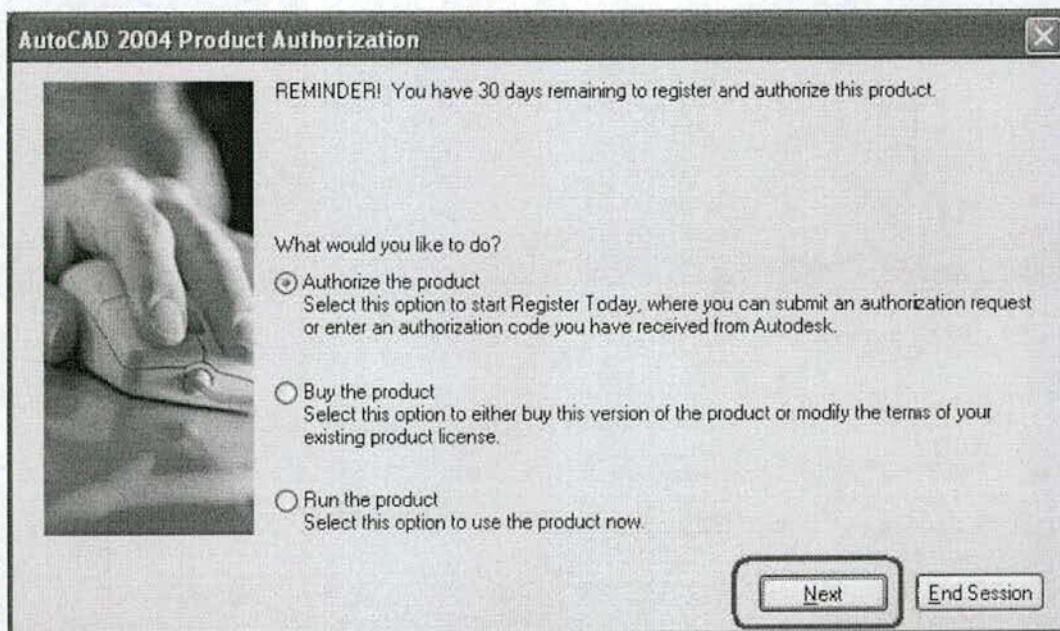 AutoCAD 2004 Product Authorization
REMINDER! You have 30 days remaining to register and authorize this product.
What would you like to do?
Authorize the product
Select this option to start Register Today, where you can submit an authorization request
or enter an authorization code you have received from Autodesk.
Buy the product
Select this option to either buy this version of the product or modify the terms of your
existing product license.
Run the product
Select this option to use the product now.
Next
End Session